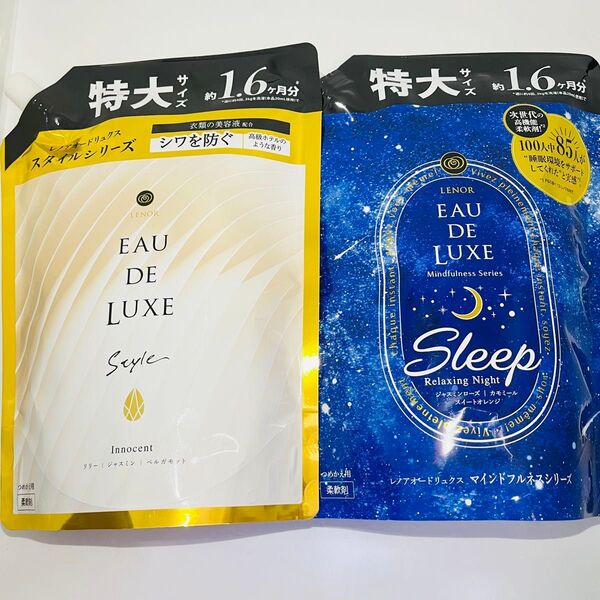 特大サイズ
約1.6ヶ月分
レノアオードリュクス
スタイルシリーズ
衣類の美容液配合
シワを防ぐ
高級ホテルの
ような香り
LENOR
EAU
DE
LUXE
Style
Innocent
リリー | ジャスミン | ベルガモット
つめかえ用
柔軟剤
特大サイズ
約1.6ヶ月分
次世代の
高機能
柔軟剤!
100人中85人が
"睡眠環境をサポート
してくれた"と実感
LENOR
EAU
DE
LUXE
Mindfulness Series
Sleep
Relaxing Night
ジャスミンローズ | カモミール
スイートオレンジ
つめかえ用
柔軟剤
レノアオードリュクス マインドフルネスシリーズ